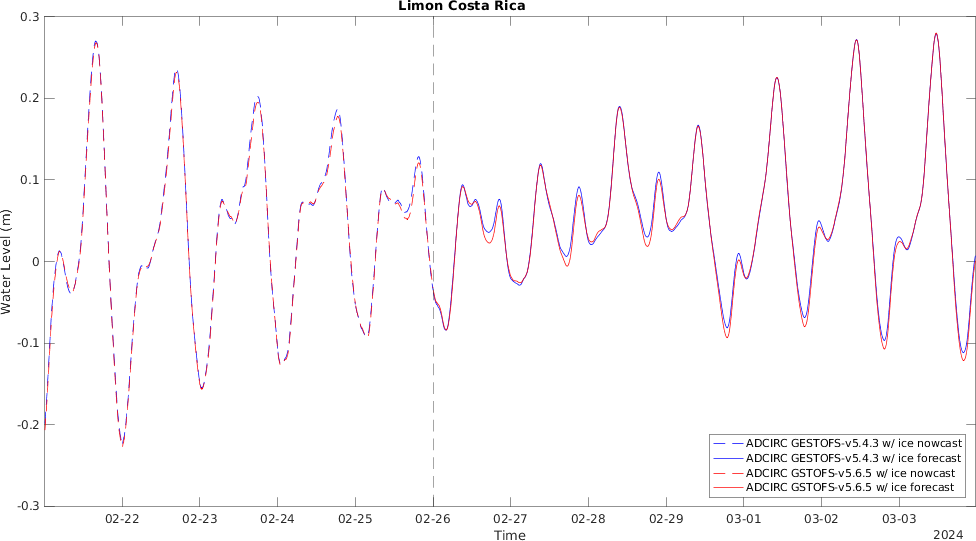 Limon Costa Rica
Water Level (m)
0.3
0.2
0.1
0
-0.1
-0.2
-0.3
02-22
02-23
02-24
02-25
02-26
02-27
02-28
02-29
03-01
03-02
03-03
Time
2024
ADCIRC GESTOFS-v5.4.3 w/ ice nowcast
ADCIRC GESTOFS-v5.4.3 w/ ice forecast
ADCIRC GSTOFS-v5.6.5 w/ ice nowcast
ADCIRC GSTOFS-v5.6.5 w/ ice forecast